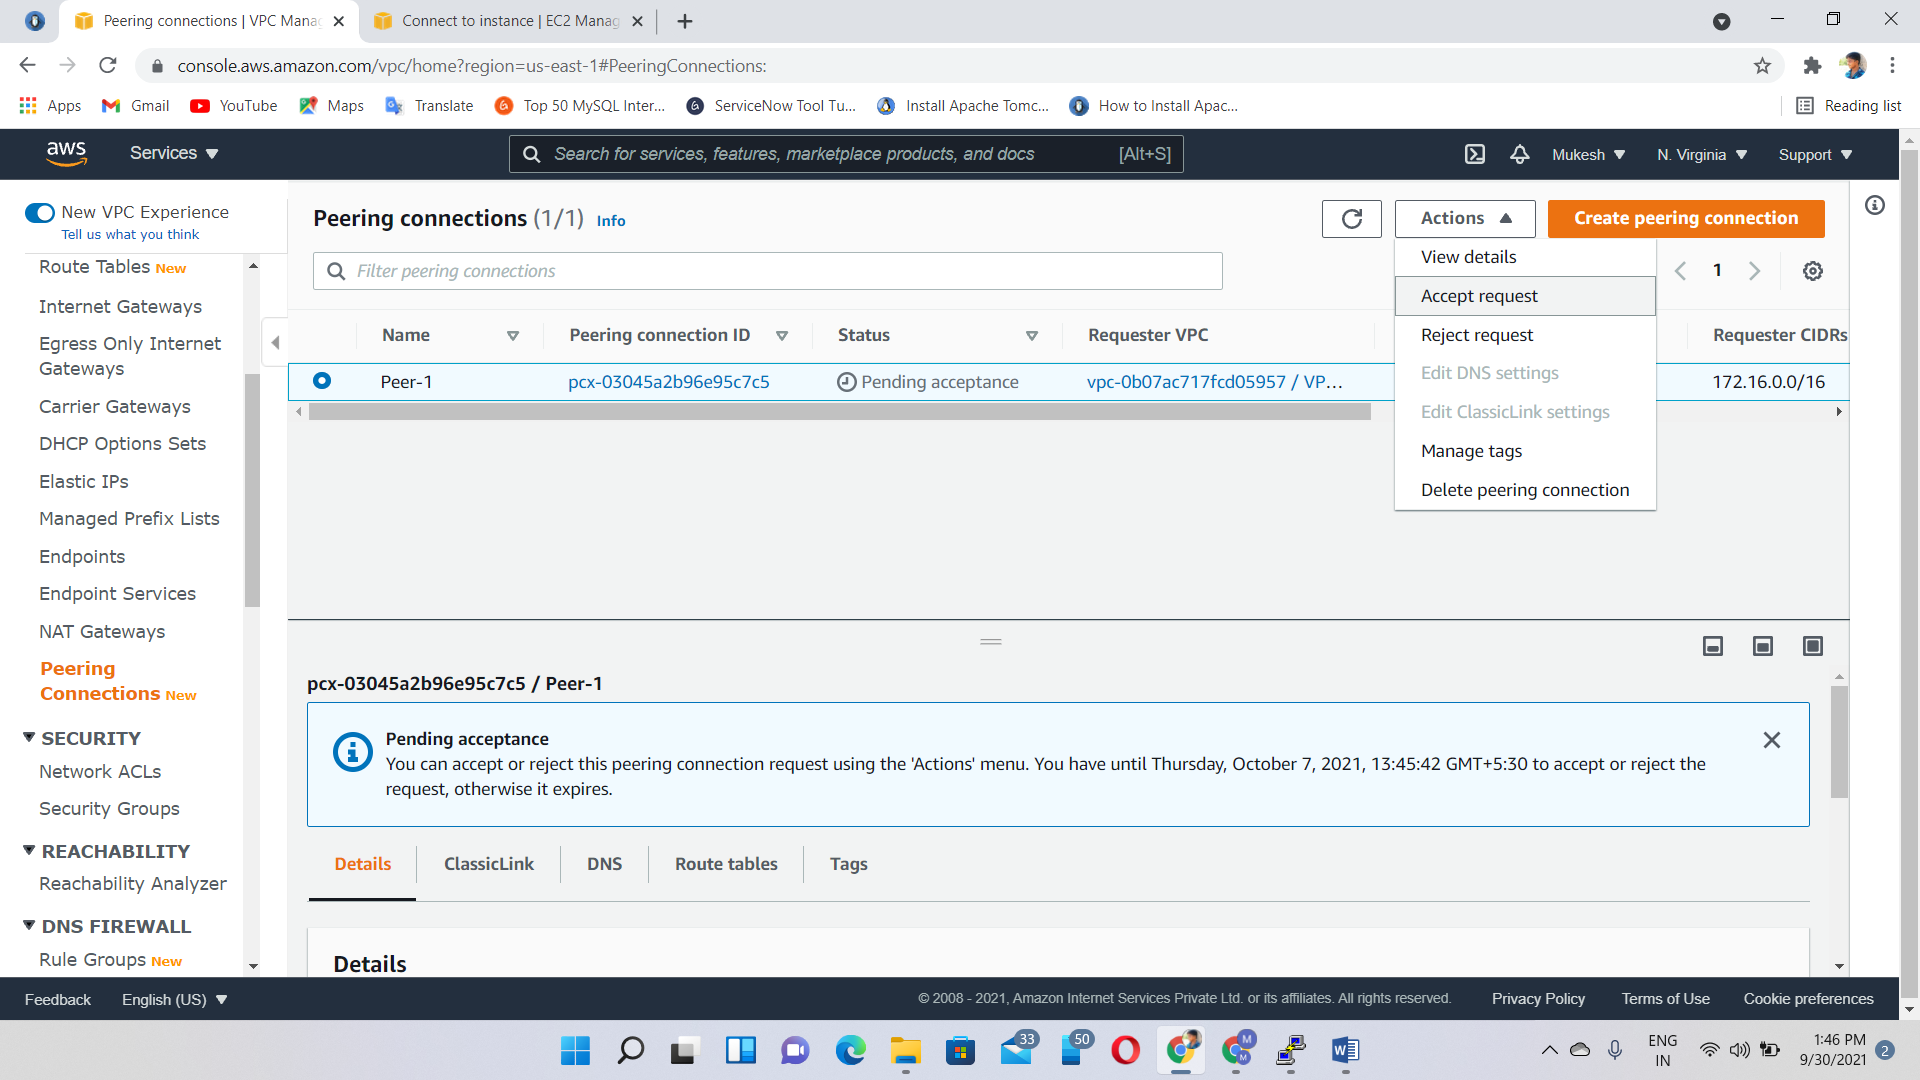 Peering connections | VPC Manag
Connect to instance | EC2 Manag
console.aws.amazon.com/vpc/home?region=us-east-1#PeeringConnections:
Apps
Gmail
YouTube
Maps
Translate
Top 50 MySQL Inter...
ServiceNow Tool Tu...
Install Apache Tomc...
How to Install Apac...
Reading list
aws
Services
Search for services, features, marketplace products, and docs
[Alt+S]
Mukesh
N. Virginia
Support
New VPC Experience
Tell us what you think
Route Tables New
Internet Gateways
Egress Only Internet
Gateways
Carrier Gateways
DHCP Options Sets
Elastic IPs
Managed Prefix Lists
Endpoints
Endpoint Services
NAT Gateways
Peering
Connections New
SECURITY
Network ACLs
Security Groups
REACHABILITY
Reachability Analyzer
DNS FIREWALL
Rule Groups New
Peering connections (1/1) Info
Actions
Create peering connection
Filter peering connections
1
View details
Accept request
Reject request
Edit DNS settings
Edit ClassicLink settings
Manage tags
Delete peering connection
Name
Peering connection ID
Status
Requester VPC
Requester CIDRs
Peer-1
pcx-03045a2b96e95c7c5
Pending acceptance
vpc-0b07ac717fcd05957 / VP...
172.16.0.0/16
pcx-03045a2b96e95c7c5 / Peer-1
Pending acceptance
You can accept or reject this peering connection request using the 'Actions' menu. You have until Thursday, October 7, 2021, 13:45:42 GMT+5:30 to accept or reject the
request, otherwise it expires.
Details
ClassicLink
DNS
Route tables
Tags
Details
Feedback
English (US)
© 2008 - 2021, Amazon Internet Services Private Ltd. or its affiliates. All rights reserved.
Privacy Policy
Terms of Use
Cookie preferences
33
50
M
M
ENG
IN
1:46 PM
9/30/2021
2